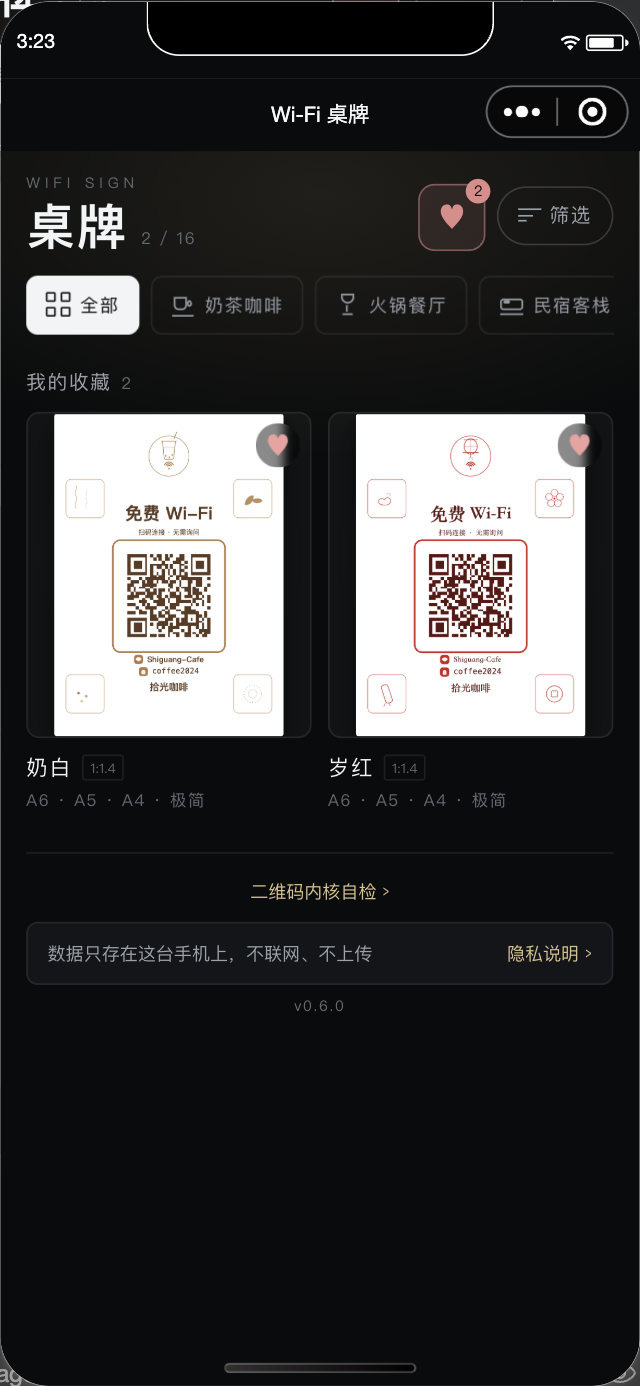 3:23
Wi-Fi 桌牌
WIFI SIGN
桌牌 2 / 16
2
筛选
全部
奶茶咖啡
火锅餐厅
民宿客栈
我的收藏 2
免费 Wi-Fi
扫码连接 · 无需询问
Shiguang-Cafe
coffee2024
拾光咖啡
免费 Wi-Fi
扫码连接 · 无需询问
Shiguang-Cafe
coffee2024
拾光咖啡
奶白 1:1.4
A6 · A5 · A4 · 极简
岁红 1:1.4
A6 · A5 · A4 · 极简
二维码内核自检 >
数据只存在这台手机上，不联网、不上传
隐私说明 >
v0.6.0